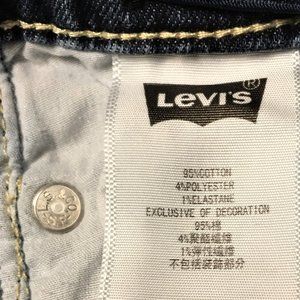 LEVI'S
®
95%COTTON
4%POLYESTER
1%ELASTANE
EXCLUSIVE OF DECORATION
95%棉
4%聚酯纖維
1%彈性纖維
不包括裝飾部分